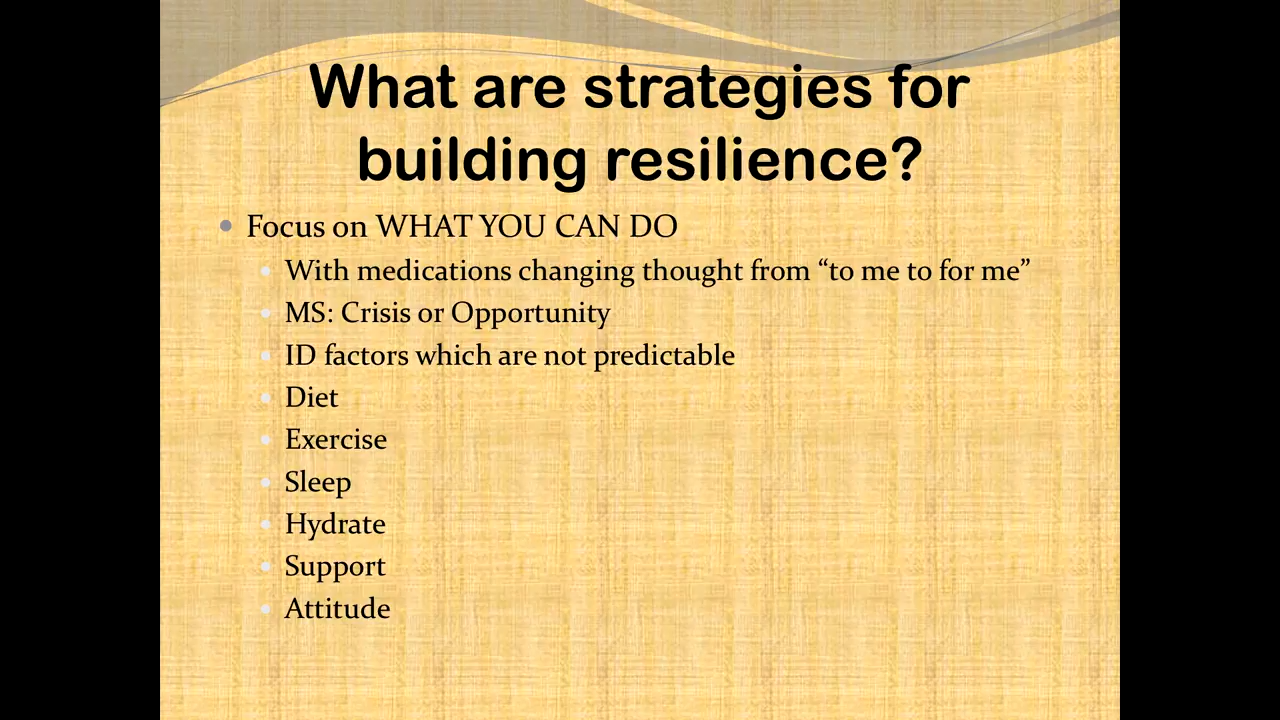 What are strategies for
building resilience?
Focus on WHAT YOU CAN DO
With medications changing thought from “to me to for me”
MS: Crisis or Opportunity
ID factors which are not predictable
Diet
Exercise
Sleep
Hydrate
Support
Attitude